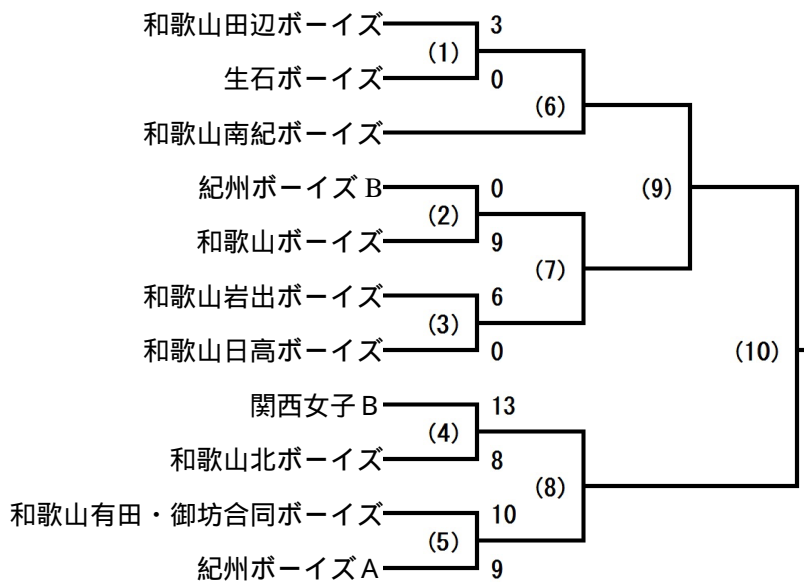 和歌山田辺ボーイズ 3
(1)
生石ボーイズ 0
(6)
和歌山南紀ボーイズ
紀州ボーイズ B 0
(9)
(2)
和歌山ボーイズ 9
(7)
和歌山岩出ボーイズ 6
(3)
和歌山日高ボーイズ 0
(10)
関西女子 B 13
(4)
和歌山北ボーイズ 8
(8)
和歌山有田・御坊合同ボーイズ 10
(5)
紀州ボーイズ A 9